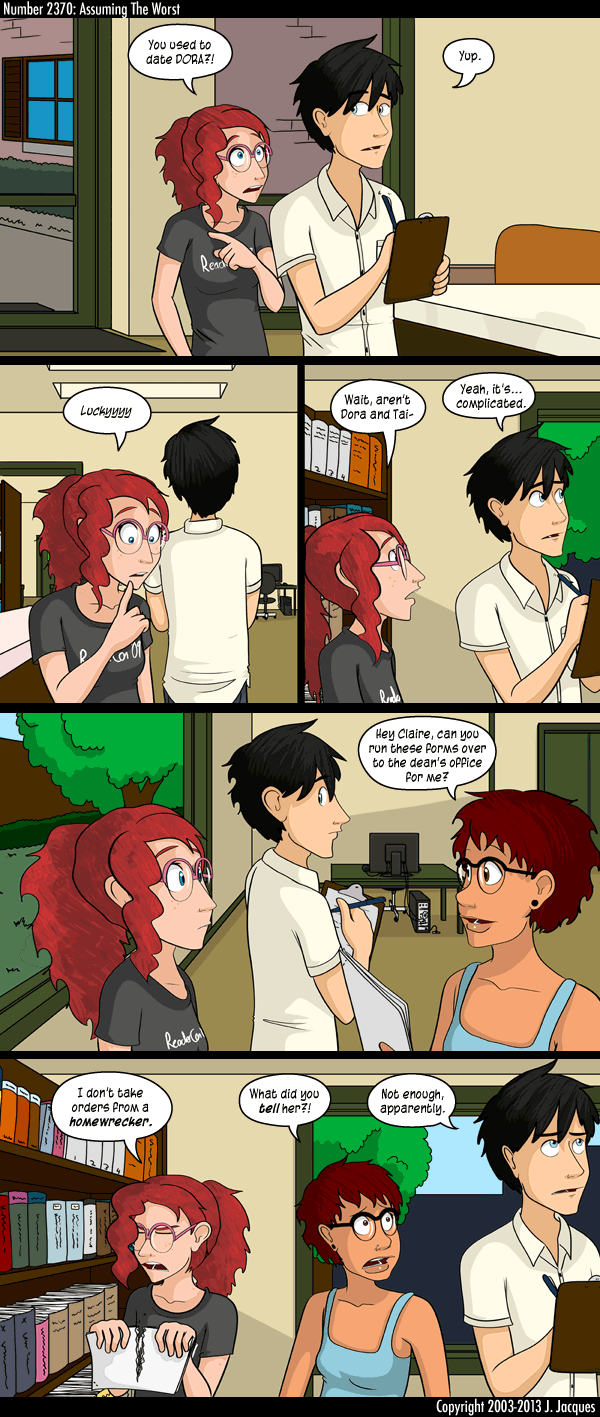 Number 2370: Assuming The Worst
You used to
date DORA?!
Yup.
Luckyyyy
Wait, aren't
Dora and Tai-
Yeah, it's...
complicated.
Hey Claire, can you
run these forms over
to the dean's office
for me?
ReaderCon
I don't take
orders from a
homewrecker.
What did you
tell her?!
Not enough,
apparently.
Copyright 2003-2013 J. Jacques